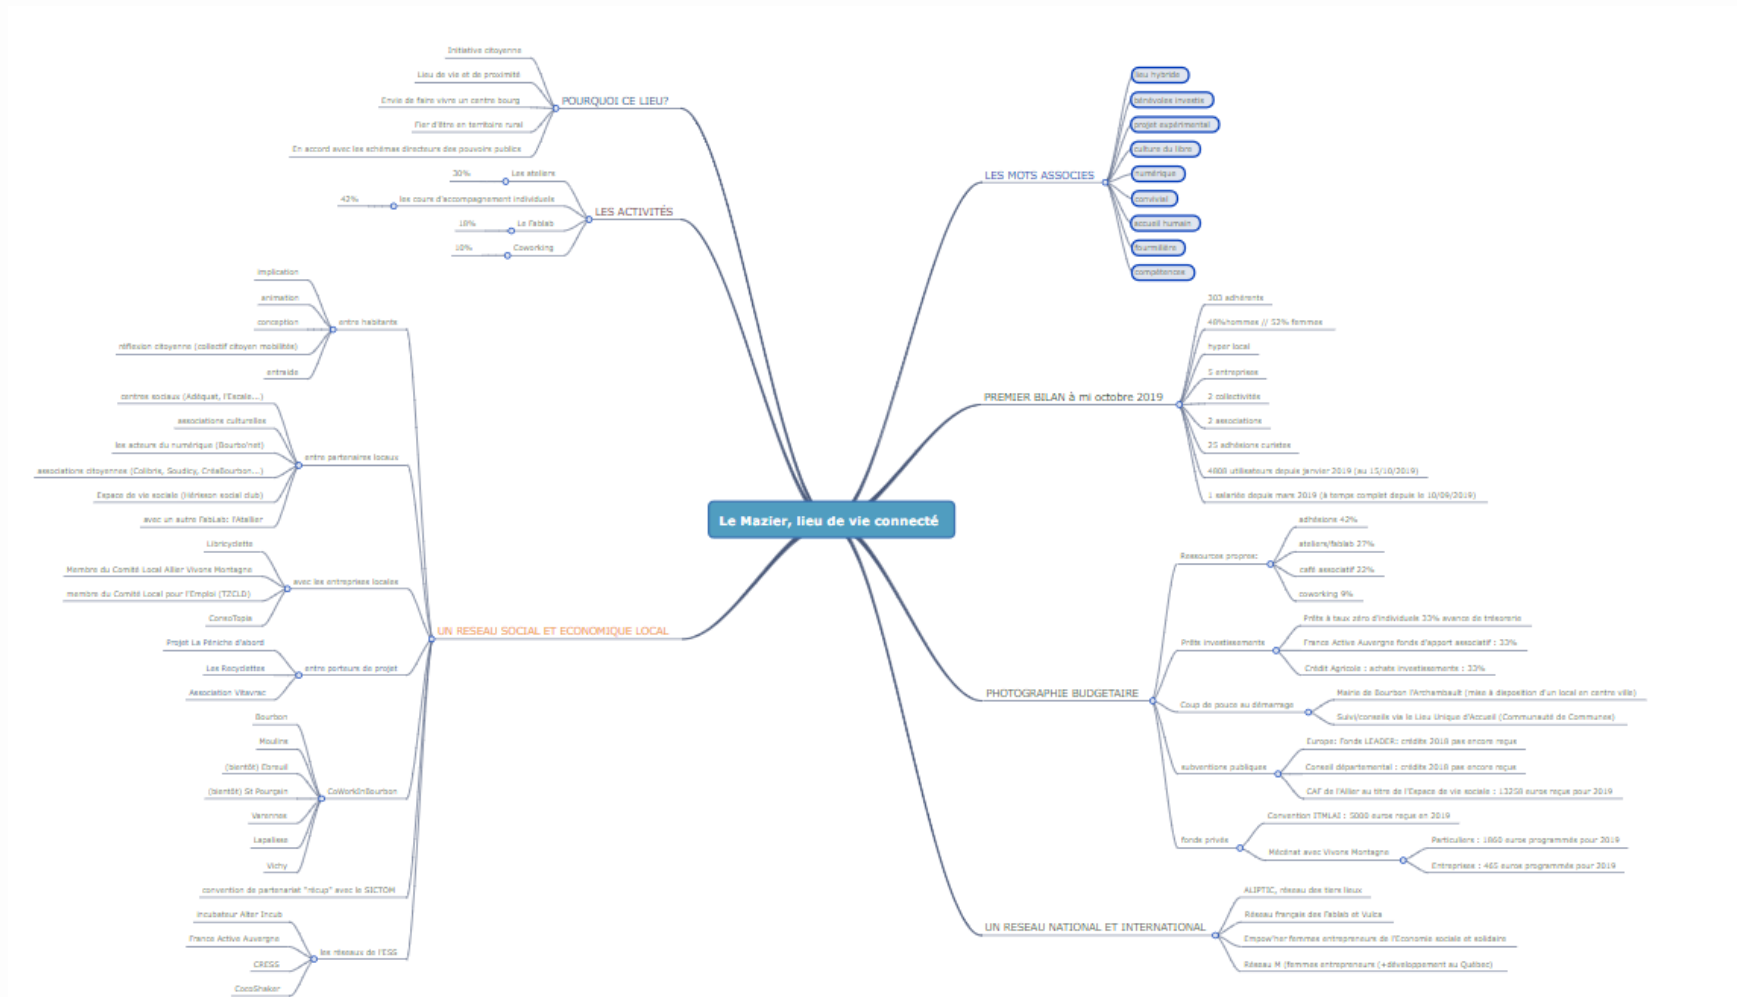 Le Mazier, lieu de vie connecté
POURQUOI CE LIEU?
Initiative citoyenne
Lieu de vie et de proximité
Envie de faire vivre un centre bourg
Fier d'être en territoire rural
En accord avec les schémas directeurs des pouvoirs publics
LES ACTIVITÉS
Les ateliers
30%
les cours d'accompagnement individuels
42%
Le Fablab
18%
Coworking
10%
UN RESEAU SOCIAL ET ECONOMIQUE LOCAL
entre habitants
implication
animation
conception
réflexion citoyenne (collectif citoyen mobilités)
entraide
entre partenaires locaux
centres sociaux (Adéquat, l'Escale...)
associations culturelles
les acteurs du numérique (Bourbo'net)
associations citoyennes (Colibris, Soudicy, CréaBourbon...)
Espace de vie sociale (Hérisson social club)
avec un autre FabLab: l'Atelier
avec les entreprises locales
Libricyclette
Membre du Comité Local Allier Vivons Montagne
membre du Comité Local pour l'Emploi (TZCLD)
ConsoTopia
entre porteurs de projet
Projet La Péniche d'abord
Les Recyclettes
Association Vitavrac
CoWorkInBourbon
Bourbon
Moulins
(bientôt) Ebreuil
(bientôt) St Pourçain
Varennes
Lapalisse
Vichy
convention de partenariat "récup" avec le SICTOM
les réseaux de l'ESS
incubateur Alter Incub
France Active Auvergne
CRESS
CocoShaker
LES MOTS ASSOCIES
lieu hybride
bénévoles investis
projet expérimental
culture du libre
numérique
convivial
accueil humain
fourmilière
compétences
PREMIER BILAN à mi octobre 2019
303 adhérents
48%hommes // 52% femmes
hyper local
5 entreprises
2 collectivités
2 associations
25 adhésions curistes
4808 utilisateurs depuis janvier 2019 (au 15/10/2019)
1 salariée depuis mars 2019 (à temps complet depuis le 10/09/2019)
PHOTOGRAPHIE BUDGETAIRE
Ressources propres:
adhésions 42%
ateliers/fablab 27%
café associatif 22%
coworking 9%
Prêts investissements
Prêts à taux zéro d'individuels 33% avance de trésorerie
France Active Auvergne fonds d'apport associatif : 33%
Crédit Agricole : achats investissements : 33%
Coup de pouce au démarrage
Mairie de Bourbon l'Archambault (mise à disposition d'un local en centre ville)
Suivi/conseils via le Lieu Unique d'Accueil (Communauté de Communes)
subventions publiques
Europe: Fonds LEADER: crédits 2018 pas encore reçus
Conseil départemental : crédits 2018 pas encore reçus
CAF de l'Allier au titre de l'Espace de vie sociale : 13258 euros reçus pour 2019
fonds privés
Convention ITMLAI : 5000 euros reçus en 2019
Mécénat avec Vivons Montagne
Particuliers : 1860 euros programmés pour 2019
Entreprises : 465 euros programmés pour 2019
UN RESEAU NATIONAL ET INTERNATIONAL
ALIPTIC, réseau des tiers lieux
Réseau français des Fablab et Vulca
Empow'her femmes entrepreneurs de l'Economie sociale et solidaire
Réseau M (femmes entrepreneurs (+développement au Québec)